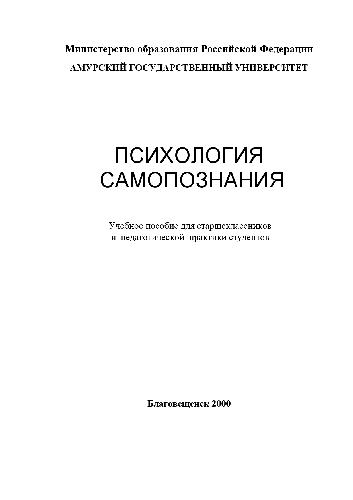 Министерство образования Российской Федерации
АМУРСКИЙ ГОСУДАРСТВЕННЫЙ УНИВЕРСИТЕТ
ПСИХОЛОГИЯ
САМОПОЗНАНИЯ
Учебное пособие для старшеклассников
и педагогической практики студентов
Благовещенск 2000